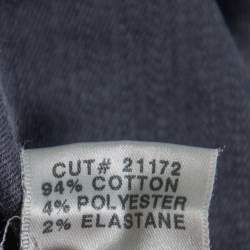 CUT# 21172
94% COTTON
4% POLYESTER
2% ELASTANE